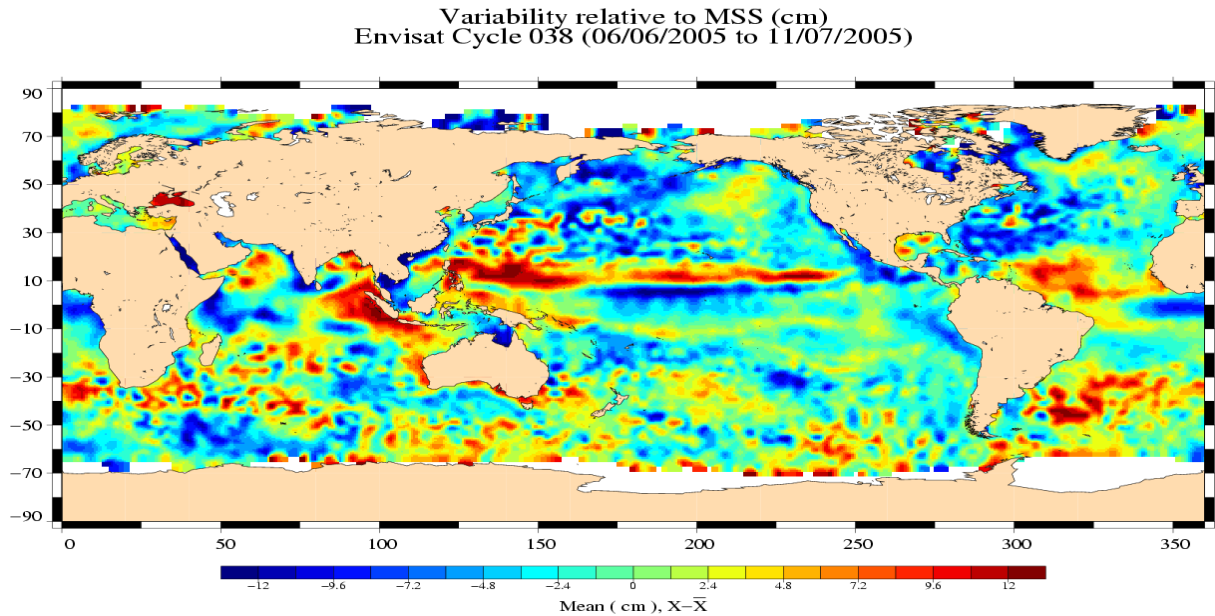 Variability relative to MSS (cm)
Envisat Cycle 038 (06/06/2005 to 11/07/2005)
90
70
50
30
10
−10
−30
−50
−70
−90
0 50 100 150 200 250 300 350
−12 −9.6 −7.2 −4.8 −2.4 0 2.4 4.8 7.2 9.6 12
Mean ( cm ), X−X̅